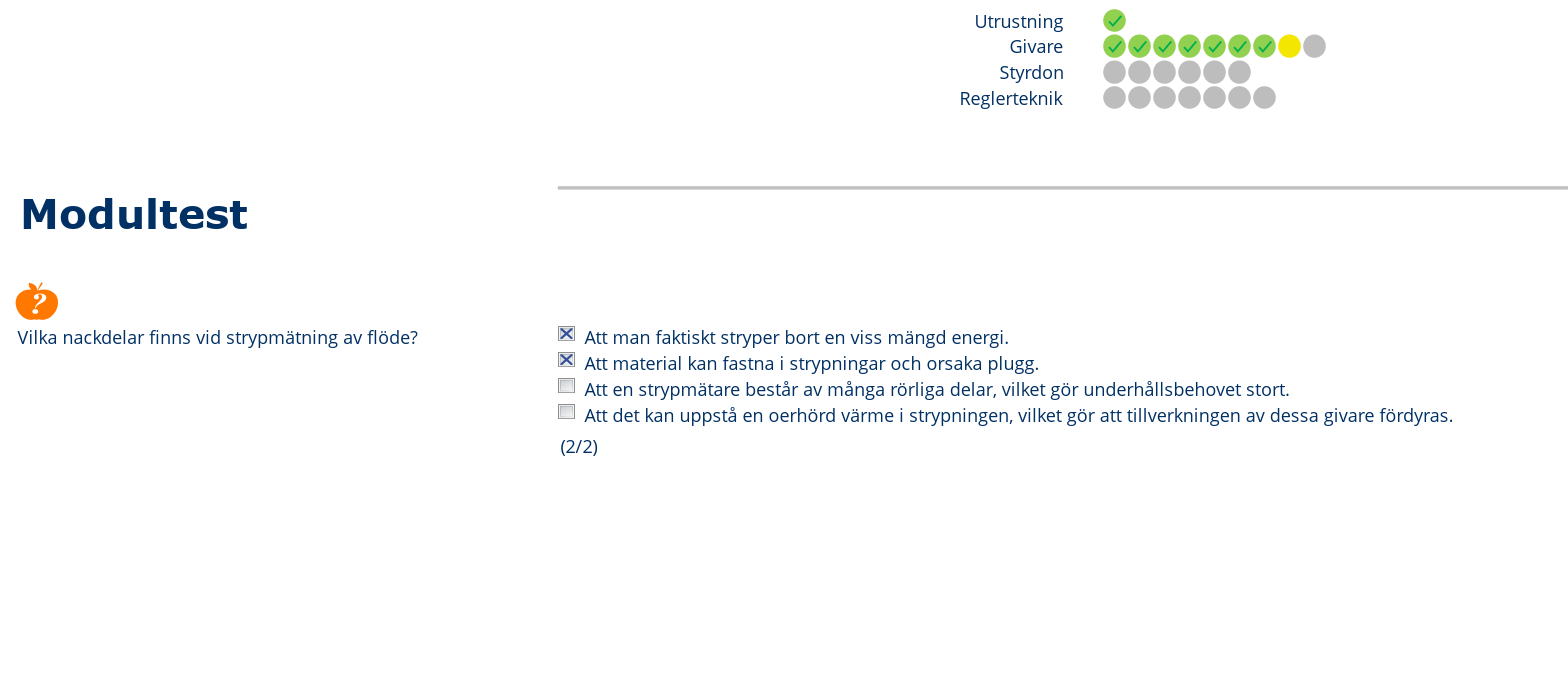 Utrustning
Givare
Styrdon
Reglerteknik
Modultest
?
Vilka nackdelar finns vid strypmätning av flöde?
Att man faktiskt stryper bort en viss mängd energi.
Att material kan fastna i strypningar och orsaka plugg.
Att en strypmätare består av många rörliga delar, vilket gör underhållsbehovet stort.
Att det kan uppstå en oerhörd värme i strypningen, vilket gör att tillverkningen av dessa givare fördyras.
(2/2)